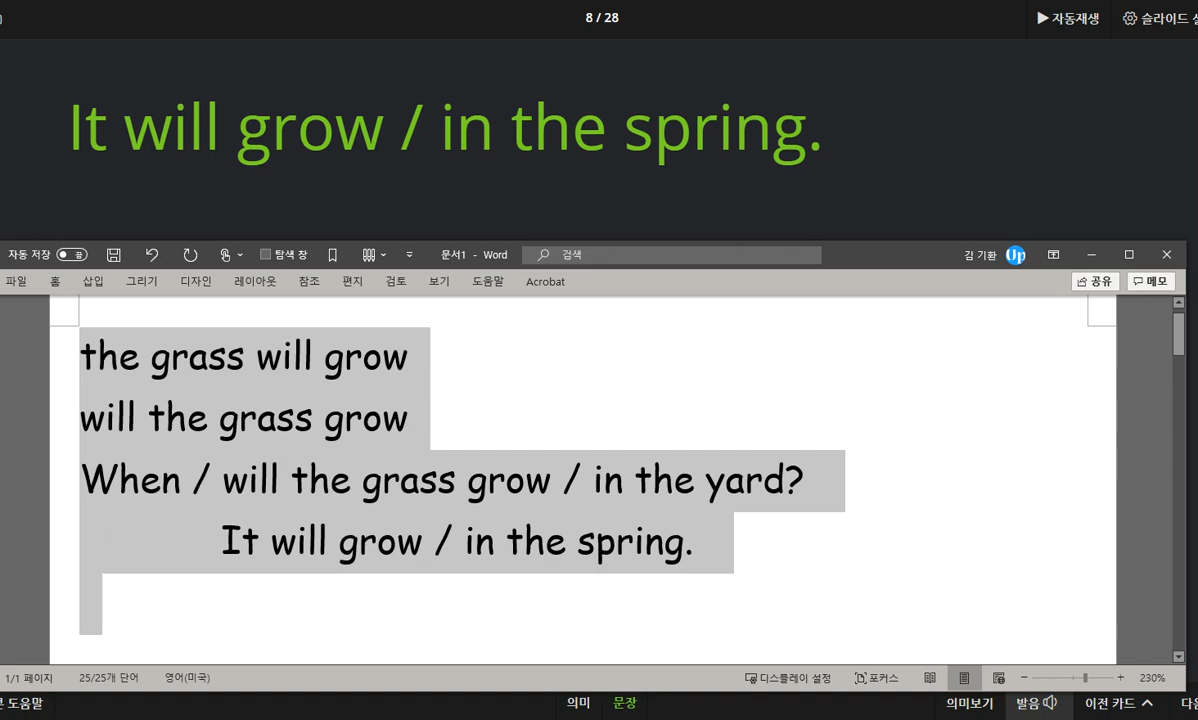 8 / 28
▶자동재생
슬라이드
It will grow / in the spring.
자동 저장
끔
탐색 창
문서1 - Word
검색
김 기환
Up
파일 홈 삽입 그리기 디자인 레이아웃 참조 편지 검토 보기 도움말 Acrobat
공유
메모
the grass will grow
will the grass grow
When / will the grass grow / in the yard?
It will grow / in the spring.
1/1 페이지
25/25개 단어
영어(미국)
디스플레이 설정
포커스
230%
도움말
의미
문장
의미보기
발음
이전 카드